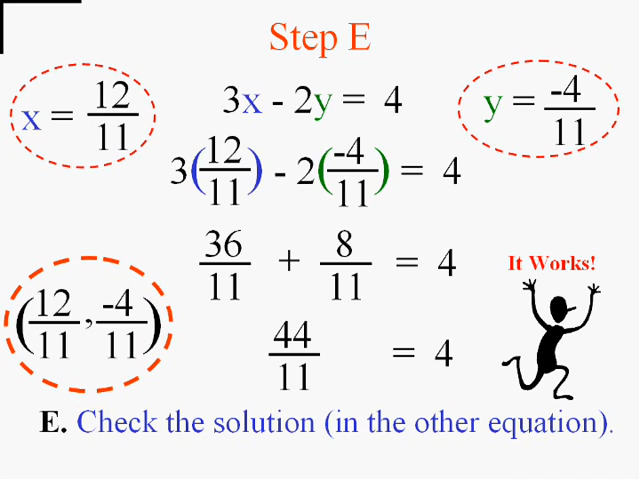 Step E
x = 12/11
3x - 2y = 4
y = -4/11
3(12/11) - 2(-4/11) = 4
36/11 + 8/11 = 4
It Works!
(12/11, -4/11)
44/11 = 4
E. Check the solution (in the other equation).